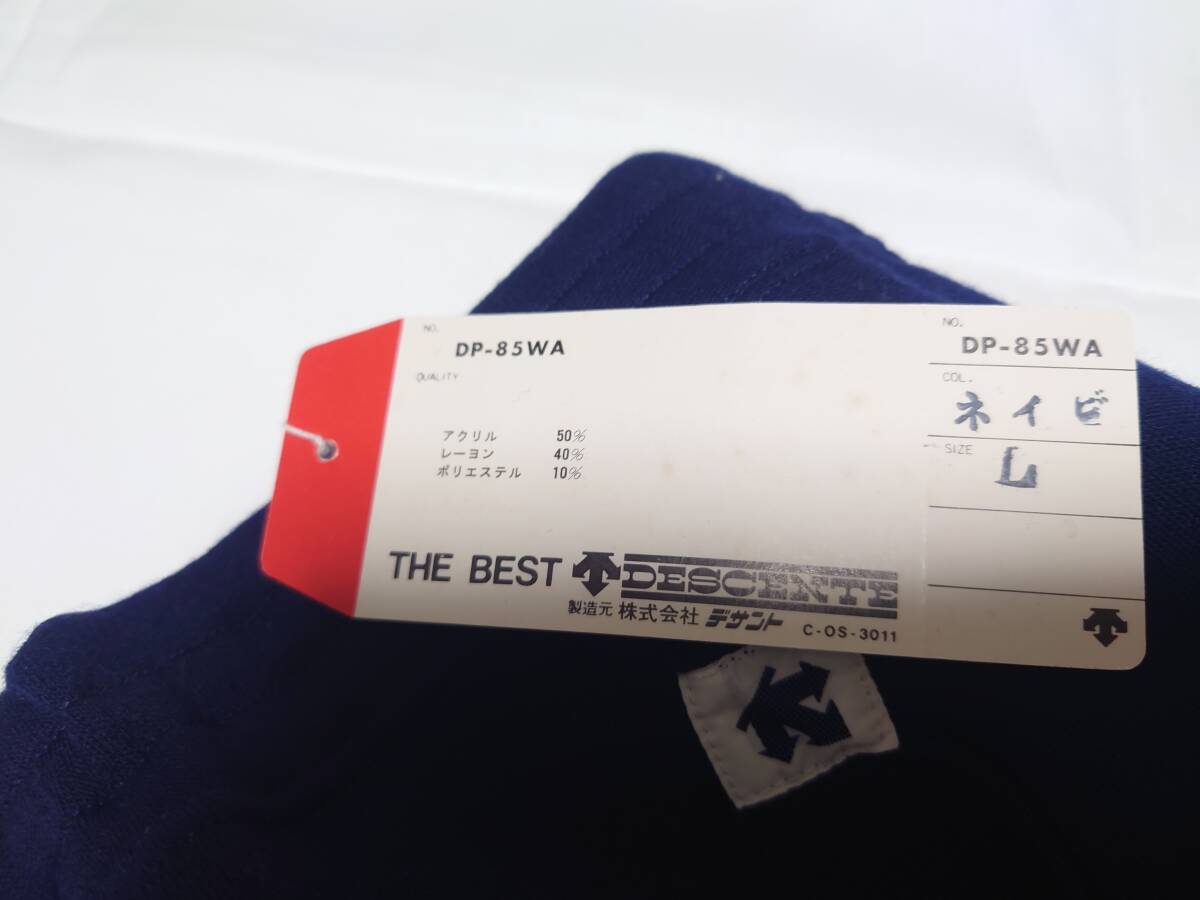 NO.
DP-85WA
QUALITY
アクリル 50%
レーヨン 40%
ポリエステル 10%
THE BEST DESCENTE
製造元 株式会社 デサント C-OS-3011
NO.
DP-85WA
COL.
ネイビ
SIZE
L